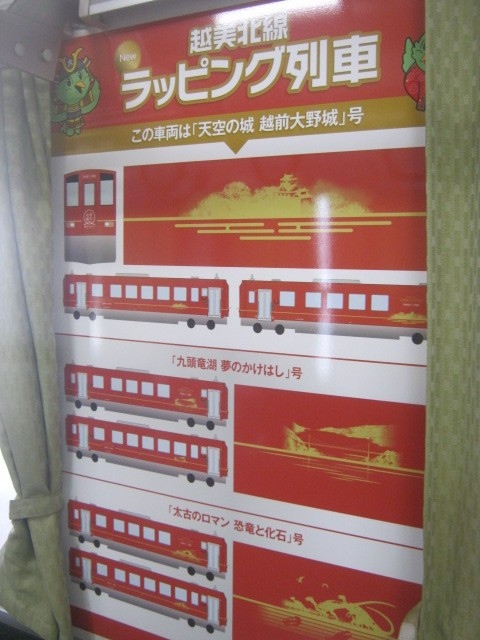 越美北線
New
ラッピング列車
この車両は「天空の城 越前大野城」号
「九頭竜湖 夢のかけはし」号
「太古のロマン 恐竜と化石」号